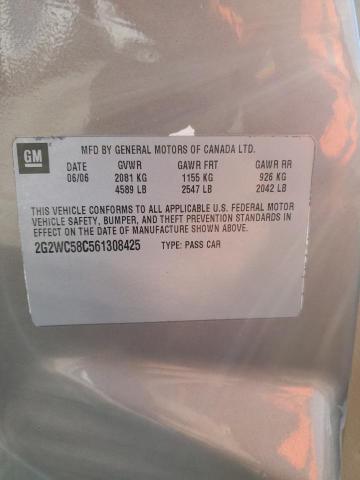 GM
MFD BY GENERAL MOTORS OF CANADA LTD.
DATE GVWR GAWR FRT GAWR RR
06/06 2081 KG 1155 KG 926 KG
4589 LB 2547 LB 2042 LB
THIS VEHICLE CONFORMS TO ALL APPLICABLE U.S. FEDERAL MOTOR
VEHICLE SAFETY, BUMPER, AND THEFT PREVENTION STANDARDS IN
EFFECT ON THE DATE OF MANUFACTURE SHOWN ABOVE.
2G2WC58C561308425 TYPE: PASS CAR